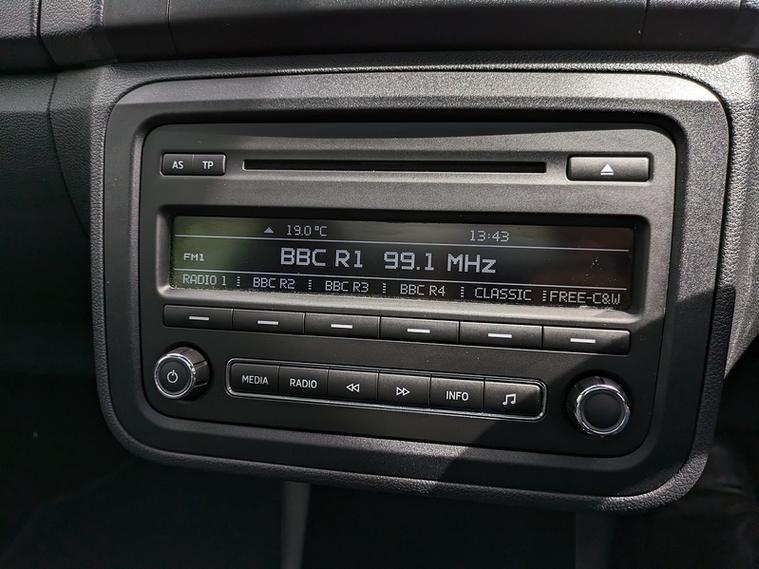 AS TP
19.0°C 13:43
FM1 BBC R1 99.1 MHz
RADIO 1 BBC R2 BBC R3 BBC R4 CLASSIC FREE-C&W
MEDIA RADIO INFO